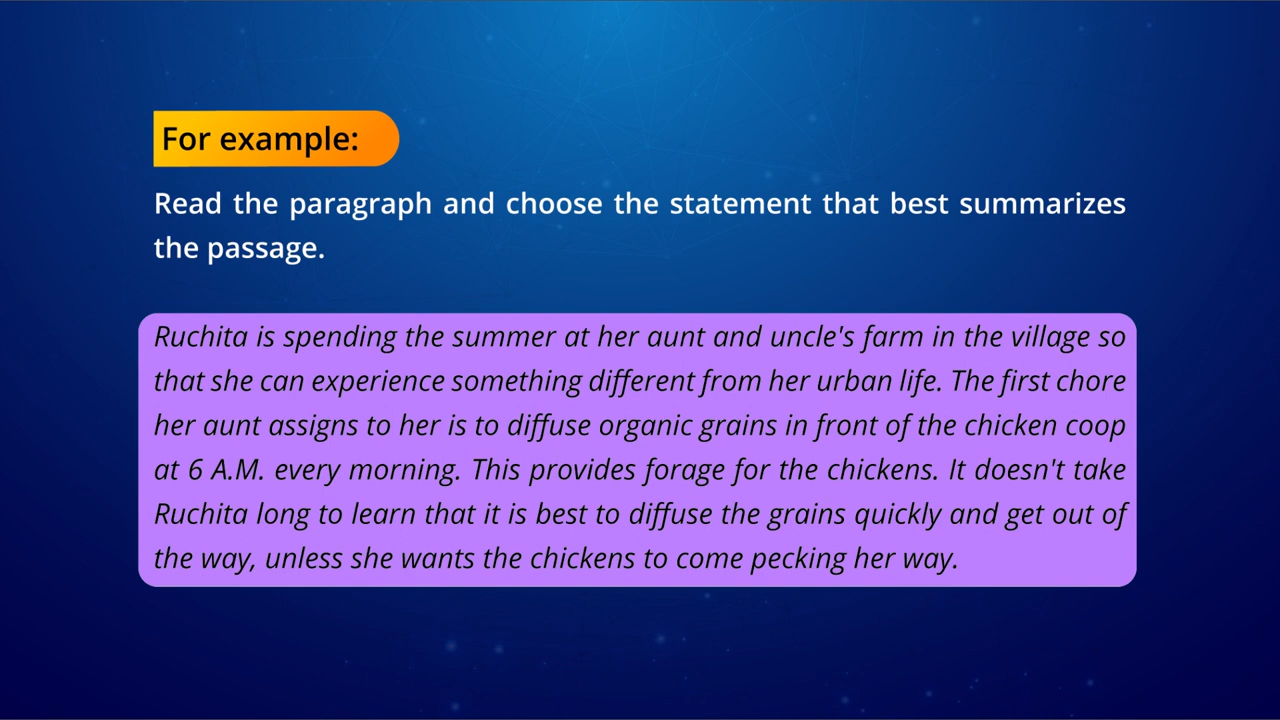 For example:
Read the paragraph and choose the statement that best summarizes
the passage.
Ruchita is spending the summer at her aunt and uncle's farm in the village so
that she can experience something different from her urban life. The first chore
her aunt assigns to her is to diffuse organic grains in front of the chicken coop
at 6 A.M. every morning. This provides forage for the chickens. It doesn't take
Ruchita long to learn that it is best to diffuse the grains quickly and get out of
the way, unless she wants the chickens to come pecking her way.